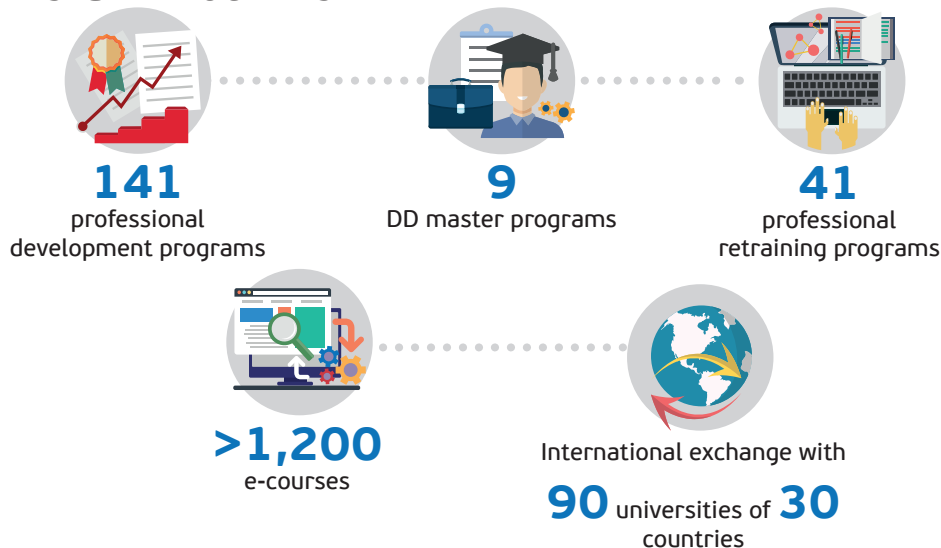 141
professional
development programs
9
DD master programs
41
professional
retraining programs
>1,200
e-courses
International exchange with
90 universities of 30
countries